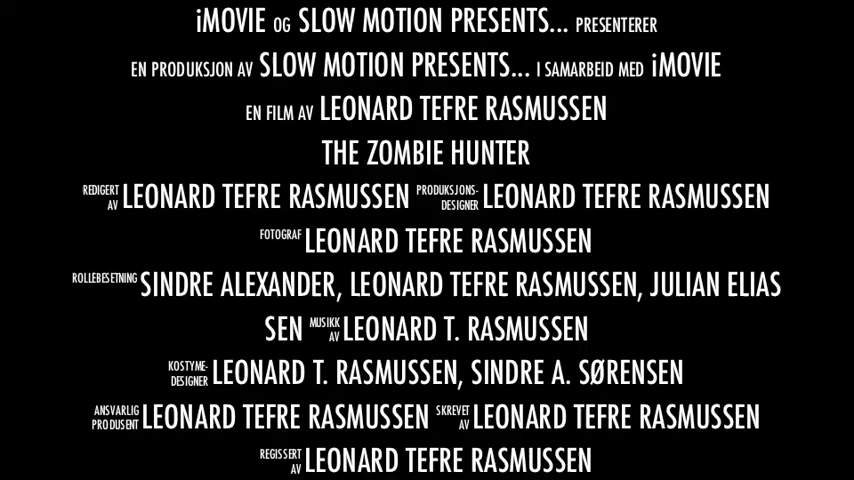 iMOVIE OG SLOW MOTION PRESENTS... PRESENTERER
EN PRODUKSJON AV SLOW MOTION PRESENTS... I SAMARBEID MED iMOVIE
EN FILM AV LEONARD TEFRE RASMUSSEN
THE ZOMBIE HUNTER
REDIGERT AV LEONARD TEFRE RASMUSSEN PRODUKSJONS-DESIGNER LEONARD TEFRE RASMUSSEN
FOTOGRAF LEONARD TEFRE RASMUSSEN
ROLLEBESETNING SINDRE ALEXANDER, LEONARD TEFRE RASMUSSEN, JULIAN ELIAS
SEN MUSIKK AV LEONARD T. RASMUSSEN
KOSTYME-DESIGNER LEONARD T. RASMUSSEN, SINDRE A. SØRENSEN
ANSVARLIG PRODUSENT LEONARD TEFRE RASMUSSEN SKREVET AV LEONARD TEFRE RASMUSSEN
REGISSERT AV LEONARD TEFRE RASMUSSEN